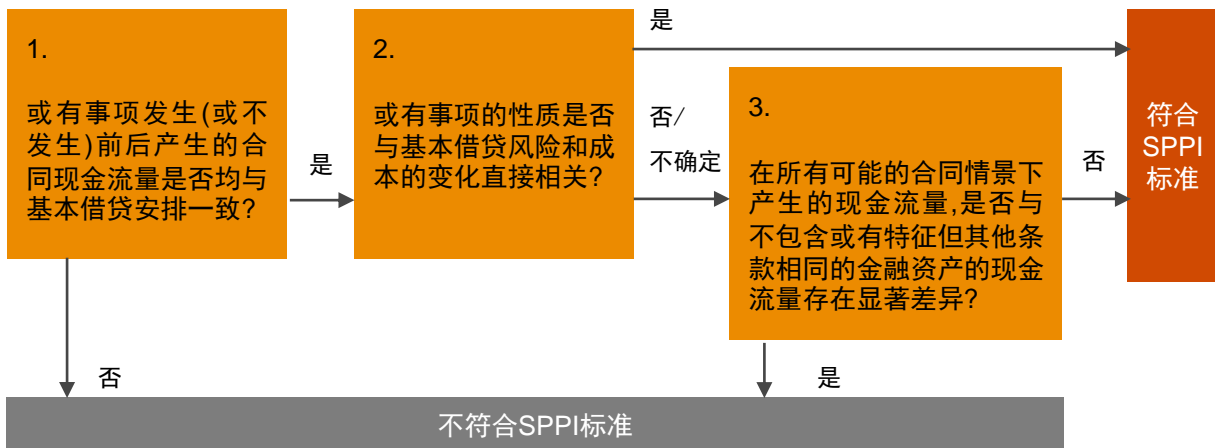 1.
或有事项发生(或不
发生)前后产生的合
同现金流量是否均与
基本借贷安排一致?
是
否
2.
或有事项的性质是否
与基本借贷风险和成
本的变化直接相关?
是
否/
不确定
3.
在所有可能的合同情景下
产生的现金流量,是否与
不包含或有特征但其他条
款相同的金融资产的现金
流量存在显著差异?
否
是
符合
SPPI
标准
不符合SPPI标准